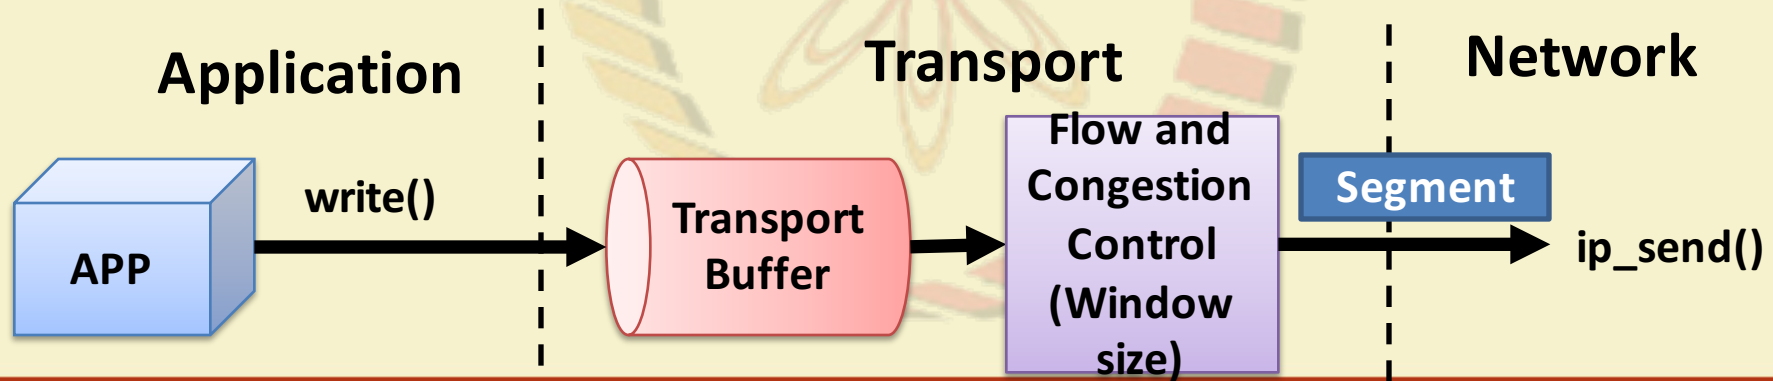 Application
Transport
Network
APP
write()
Transport
Buffer
Flow and
Congestion
Control
(Window
size)
Segment
ip_send()